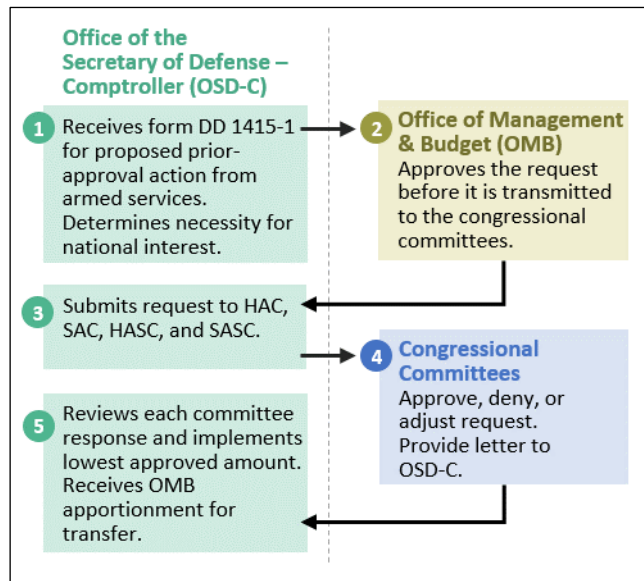 Office of the
Secretary of Defense –
Comptroller (OSD-C)
1
Receives form DD 1415-1
for proposed prior-
approval action from
armed services.
Determines necessity for
national interest.
2
Office of Management
& Budget (OMB)
Approves the request
before it is transmitted
to the congressional
committees.
3
Submits request to HAC,
SAC, HASC, and SASC.
4
Congressional
Committees
Approve, deny, or
adjust request.
Provide letter to
OSD-C.
5
Reviews each committee
response and implements
lowest approved amount.
Receives OMB
apportionment for
transfer.